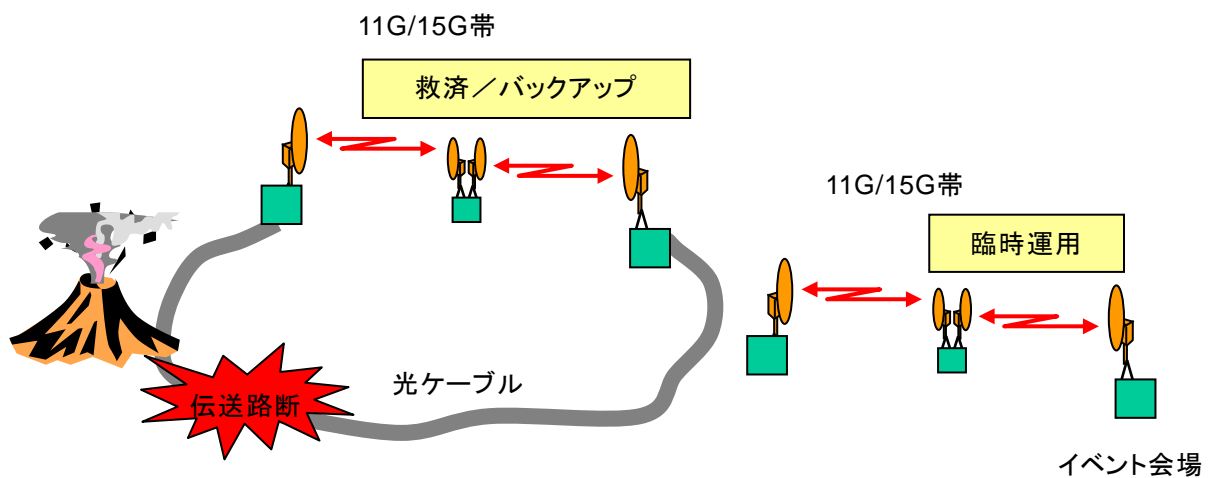 11G/15G帯
救済／バックアップ
11G/15G帯
臨時運用
光ケーブル
伝送路断
イベント会場